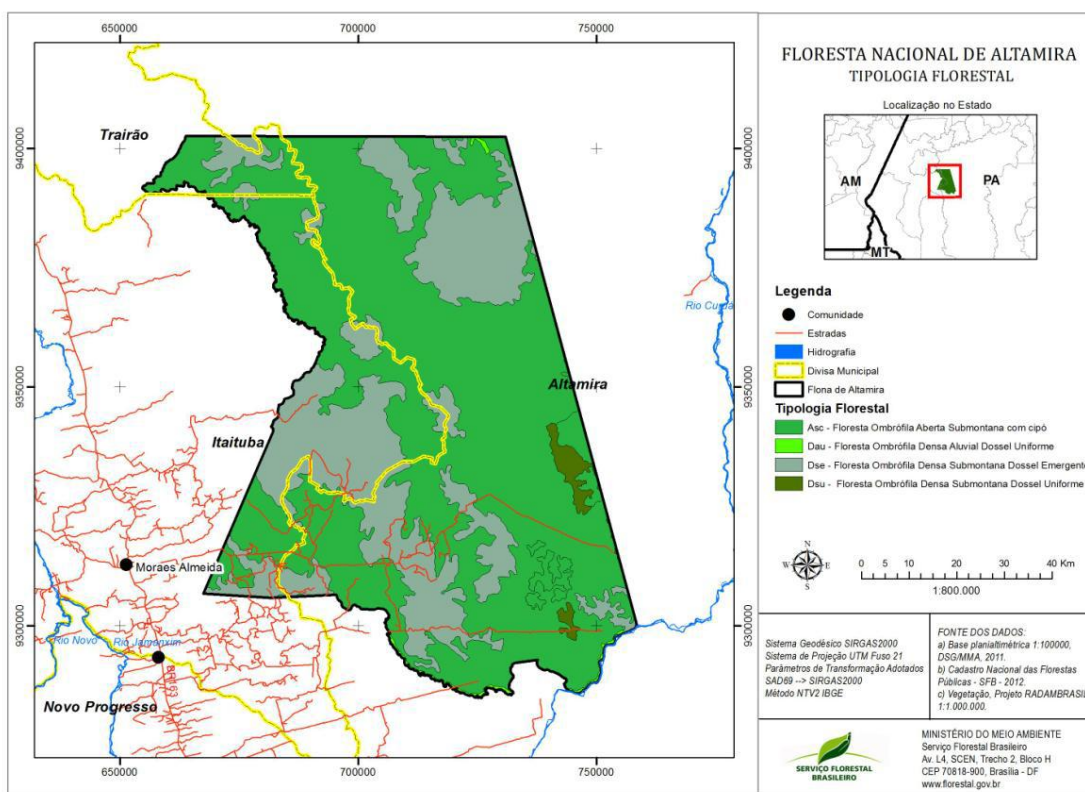 650000 700000 750000
9400000
9350000
9300000
Trairão
Rio Curuá
Altamira
Itaituba
Moraes Almeida
Rio Novo
Rio Jamanxim
Novo Progresso
9400000
9350000
9300000
650000 700000 750000
FLORESTA NACIONAL DE ALTAMIRA
TIPOLOGIA FLORESTAL
Localização no Estado
AM
PA
MT
Legenda
Comunidade
Estradas
Hidrografia
Divisa Municipal
Flona de Altamira
Tipologia Florestal
Asc - Floresta Ombrófila Aberta Submontana com cipó
Dau - Floresta Ombrófila Densa Aluvial Dossel Uniforme
Dse - Floresta Ombrófila Densa Submontana Dossel Emergente
Dsu - Floresta Ombrófila Densa Submontana Dossel Uniforme
N
W E
S
0 5 10 20 30 40 Km
1:800.000
Sistema Geodésico SIRGAS2000
Sistema de Projeção UTM Fuso 21
Parâmetros de Transformação Adotados
SAD69 --> SIRGAS2000
Método NTV2 IBGE
FONTE DOS DADOS:
a) Base planialtimétrica 1:100000,
DSG/MMA, 2011.
b) Cadastro Nacional das Florestas
Públicas - SFB - 2012.
c) Vegetação, Projeto RADAMBRASIL
1:1.000.000.
SERVIÇO FLORESTAL
BRASILEIRO
MINISTÉRIO DO MEIO AMBIENTE
Serviço Florestal Brasileiro
Av. L4, SCEN, Trecho 2, Bloco H
CEP 70818-900, Brasília - DF
www.florestal.gov.br